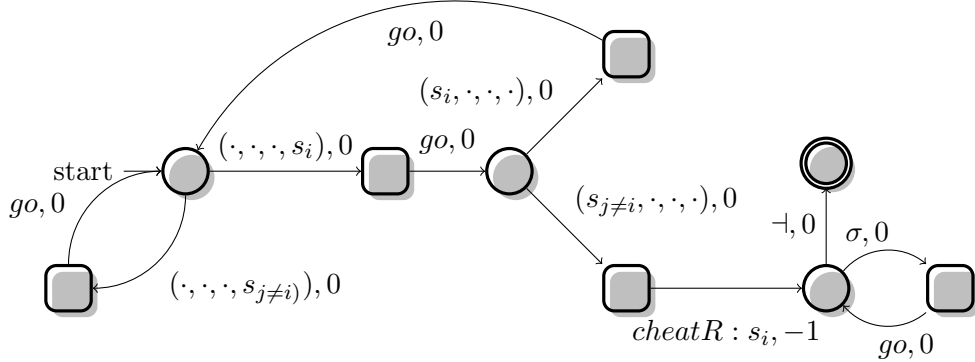 go, 0
(s_i, ·, ·, ·), 0
(·, ·, ·, s_i), 0
go, 0
start
go, 0
(s_{j≠i}, ·, ·, ·), 0
⊣, 0
σ, 0
(·, ·, ·, s_{j≠i)}), 0
cheatR : s_i, −1
go, 0